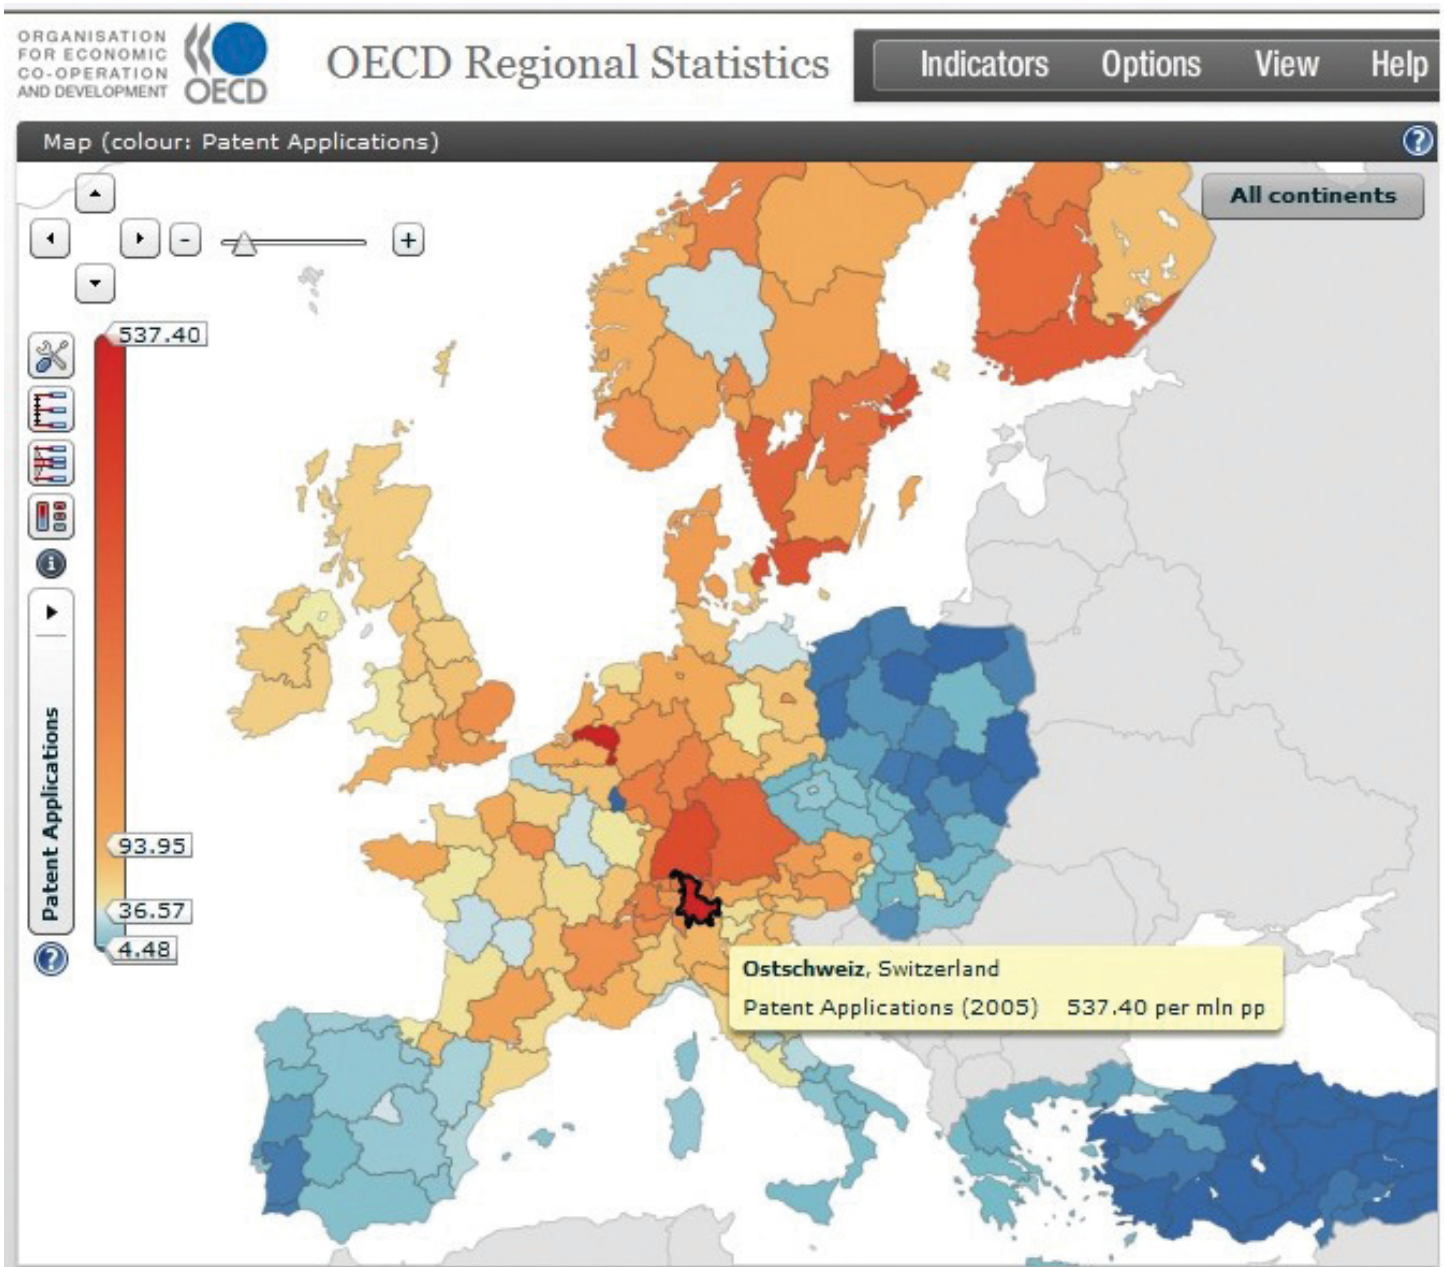 ORGANISATION
FOR ECONOMIC
CO-OPERATION
AND DEVELOPMENT
OECD
OECD Regional Statistics
Indicators Options View Help
Map (colour: Patent Applications)
?
All continents
- +
537.40
93.95
36.57
4.48
i
Patent Applications
?
Ostschweiz, Switzerland
Patent Applications (2005) 537.40 per mln pp